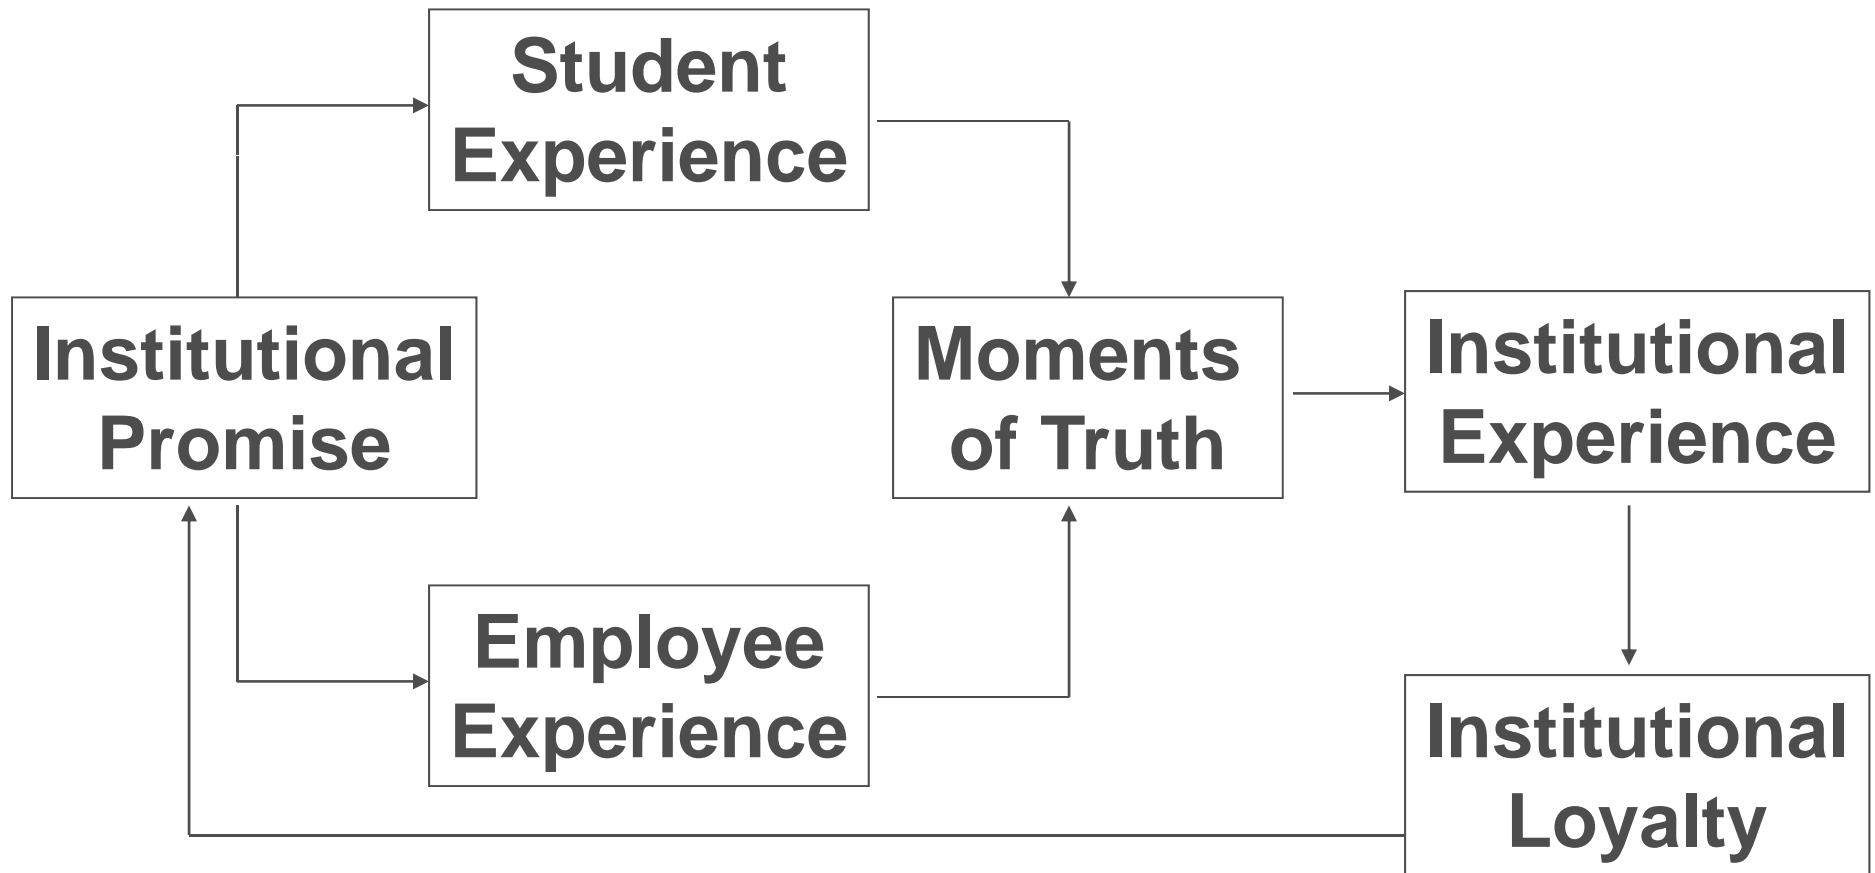 Student
Experience
Institutional
Promise
Moments
of Truth
Institutional
Experience
Employee
Experience
Institutional
Loyalty